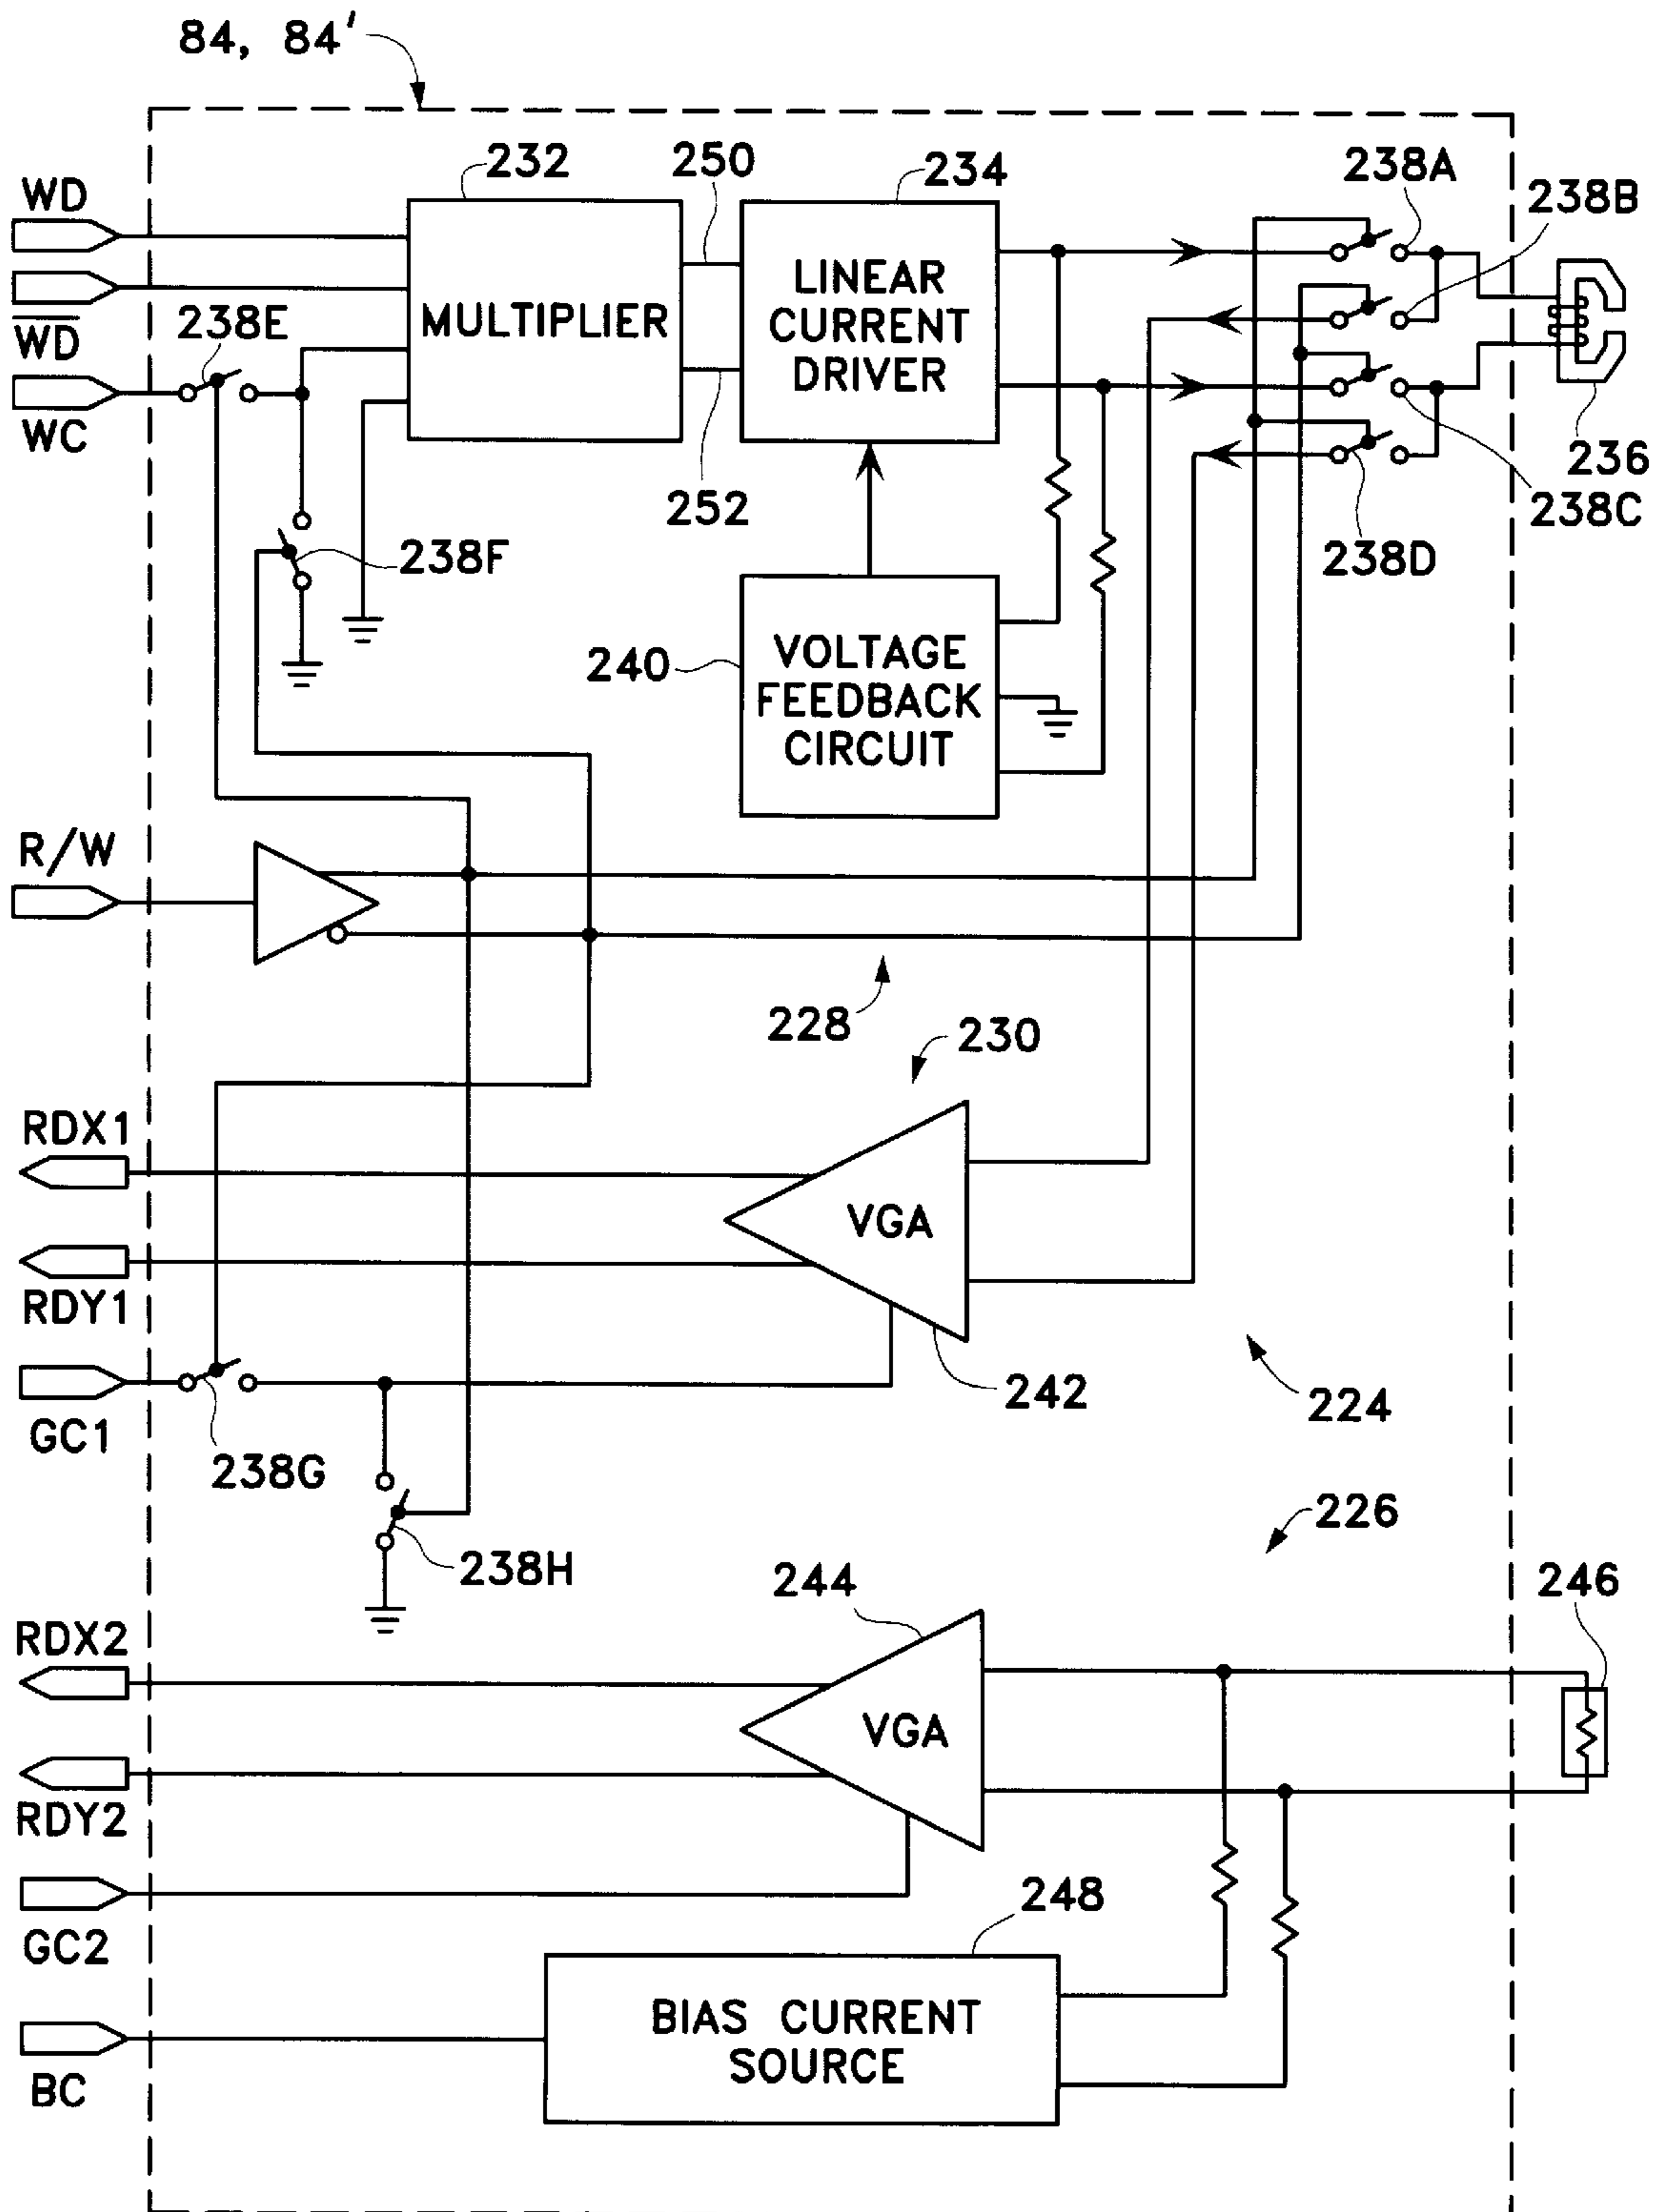 84, 84'
232
250
234
238A
238B
WD
W̅D̅
238E
WC
MULTIPLIER
LINEAR
CURRENT
DRIVER
236
252
238C
238D
238F
240
VOLTAGE
FEEDBACK
CIRCUIT
R/W
228
230
RDX1
VGA
RDY1
242
224
GC1
238G
226
238H
244
246
RDX2
VGA
RDY2
248
GC2
BIAS CURRENT
SOURCE
BC